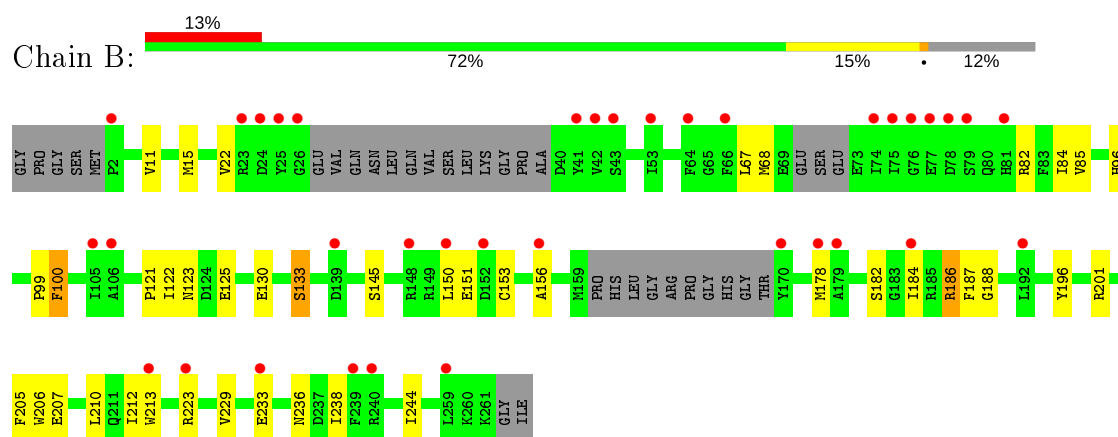 13%
Chain B:
72% 15% • 12%
GLY PRO GLY SER MET P2 V11 M15 V22 R23 D24 Y25 G26 GLU VAL GLN ASN LEU GLN VAL SER LEU LYS GLY PRO ALA D40 Y41 V42 S43 I53 F64 G65 F66 L67 M68 E69 GLU SER GLU E73 I74 I75 G76 E77 D78 S79 Q80 H81 R82 F83 I84 V85
P99 F100 I105 A106 P121 I122 N123 D124 E125 E130 S133 D139 S145 R148 R149 L150 E151 D152 C153 A156 M159 PRO HIS LEU GLY ARG PRO GLY HIS GLY THR Y170 M178 A179 S182 G183 I184 R185 R186 F187 G188 L192 Y196 R201
F205 W206 E207 L210 Q211 I212 W213 R223 V229 E233 N236 D237 I238 F239 R240 I244 L259 K260 K261 GLY ILE